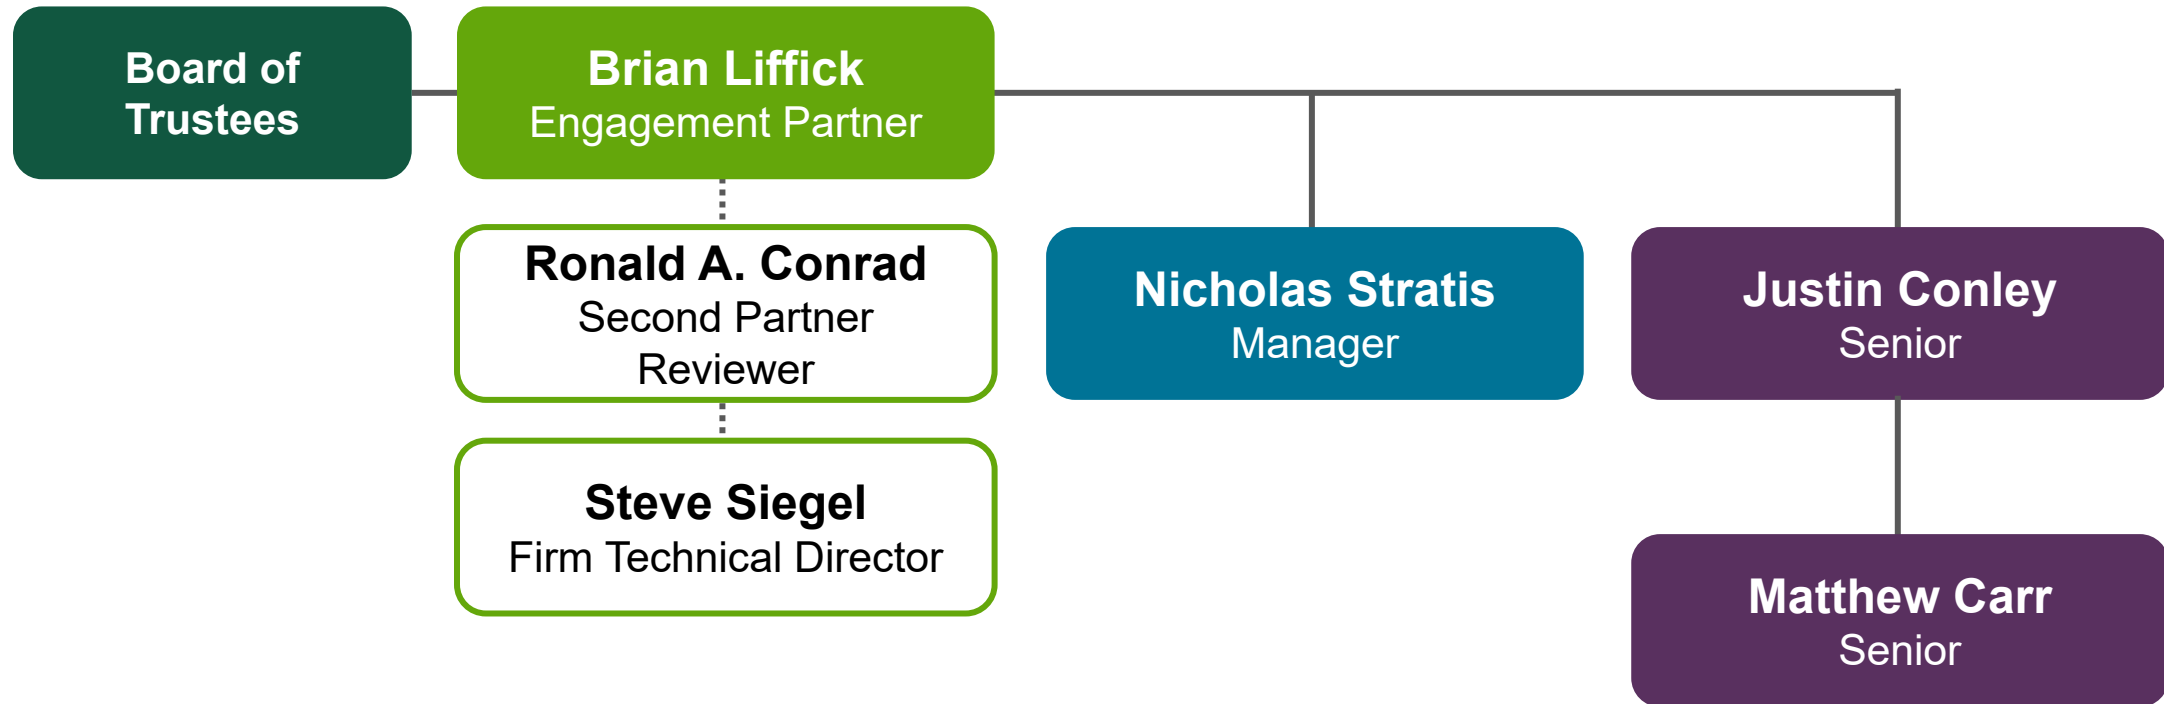 Board of
Trustees
Brian Liffick
Engagement Partner
Ronald A. Conrad
Second Partner
Reviewer
Steve Siegel
Firm Technical Director
Nicholas Stratis
Manager
Justin Conley
Senior
Matthew Carr
Senior